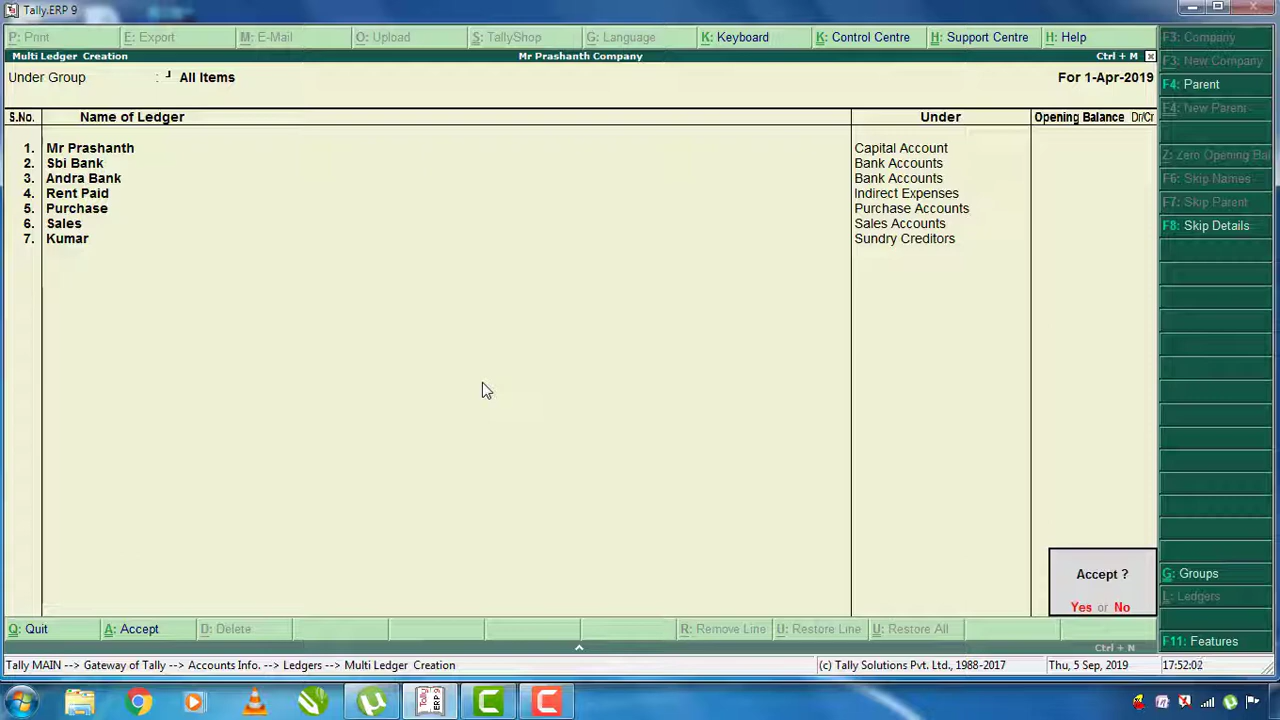 Tally.ERP 9
P: Print E: Export M: E-Mail O: Upload S: TallyShop G: Language K: Keyboard K: Control Centre H: Support Centre H: Help
Multi Ledger Creation Mr Prashanth Company Ctrl + M
Under Group : ┘ All Items For 1-Apr-2019
S.No. Name of Ledger Under Opening Balance Dr/Cr
1. Mr Prashanth Capital Account
2. Sbi Bank Bank Accounts
3. Andra Bank Bank Accounts
4. Rent Paid Indirect Expenses
5. Purchase Purchase Accounts
6. Sales Sales Accounts
7. Kumar Sundry Creditors
Accept ?
Yes or No
F3: Company
F3: New Company
F4: Parent
F4: New Parent
Z: Zero Opening Bal
F6: Skip Names
F7: Skip Parent
F8: Skip Details
G: Groups
L: Ledgers
F11: Features
Q: Quit A: Accept D: Delete R: Remove Line U: Restore Line U: Restore All
Ctrl + N
Tally MAIN --> Gateway of Tally --> Accounts Info. --> Ledgers --> Multi Ledger Creation (c) Tally Solutions Pvt. Ltd., 1988-2017 Thu, 5 Sep, 2019 17:52:02